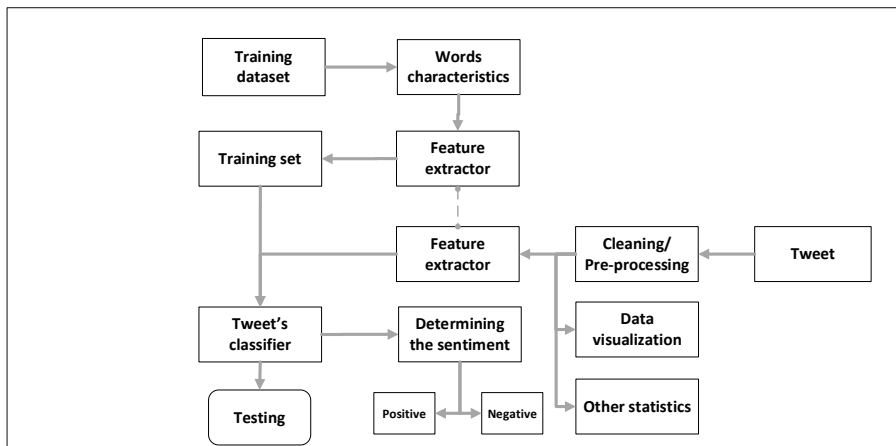 Training
dataset
Words
characteristics
Training set
Feature
extractor
Feature
extractor
Cleaning/
Pre-processing
Tweet
Tweet's
classifier
Determining
the sentiment
Data
visualization
Testing
Positive
Negative
Other statistics